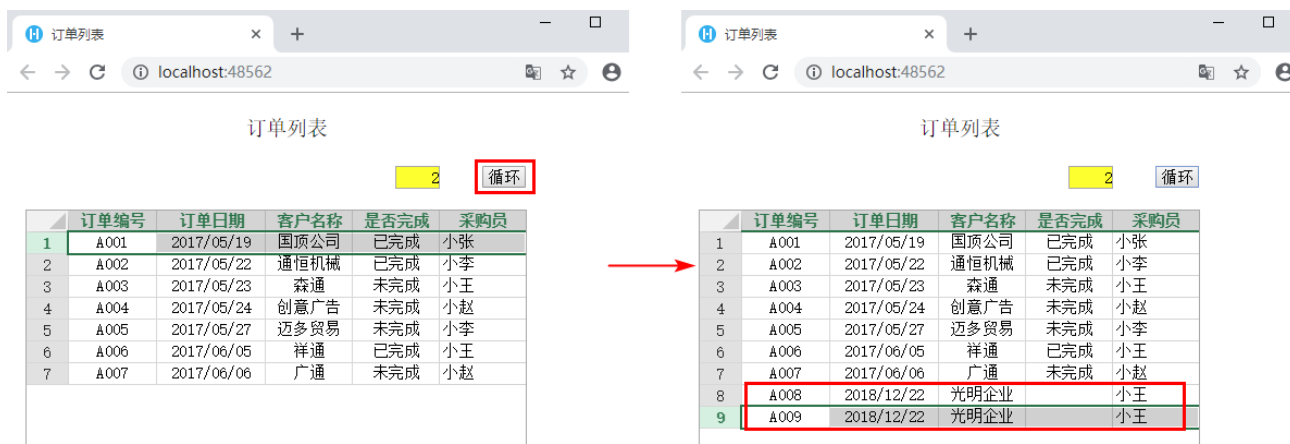 订单列表
localhost:48562
订单列表
2 循环
订单编号 订单日期 客户名称 是否完成 采购员
1 A001 2017/05/19 国顶公司 已完成 小张
2 A002 2017/05/22 通恒机械 已完成 小李
3 A003 2017/05/23 森通 未完成 小王
4 A004 2017/05/24 创意广告 未完成 小赵
5 A005 2017/05/27 迈多贸易 未完成 小李
6 A006 2017/06/05 祥通 已完成 小王
7 A007 2017/06/06 广通 未完成 小赵
订单列表
localhost:48562
订单列表
2 循环
订单编号 订单日期 客户名称 是否完成 采购员
1 A001 2017/05/19 国顶公司 已完成 小张
2 A002 2017/05/22 通恒机械 已完成 小李
3 A003 2017/05/23 森通 未完成 小王
4 A004 2017/05/24 创意广告 未完成 小赵
5 A005 2017/05/27 迈多贸易 未完成 小李
6 A006 2017/06/05 祥通 已完成 小王
7 A007 2017/06/06 广通 未完成 小赵
8 A008 2018/12/22 光明企业 小王
9 A009 2018/12/22 光明企业 小王